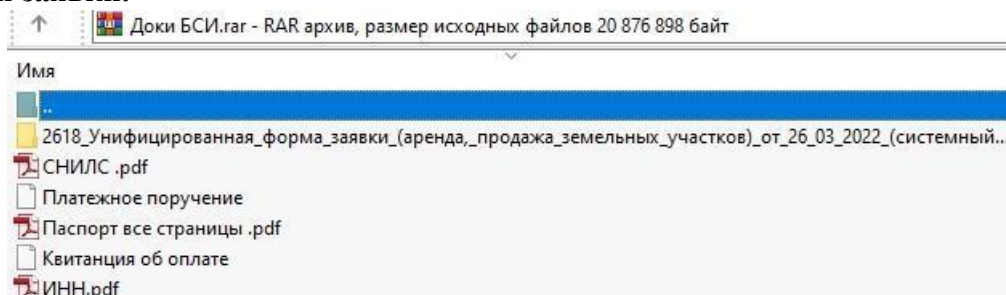 Доки БСИ.rar - RAR архив, размер исходных файлов 20 876 898 байт
Имя
..
2618_Унифицированная_форма_заявки_(аренда,_продажа_земельных_участков)_от_26_03_2022_(системный...
СНИЛС .pdf
Платежное поручение
Паспорт все страницы .pdf
Квитанция об оплате
ИНН.pdf